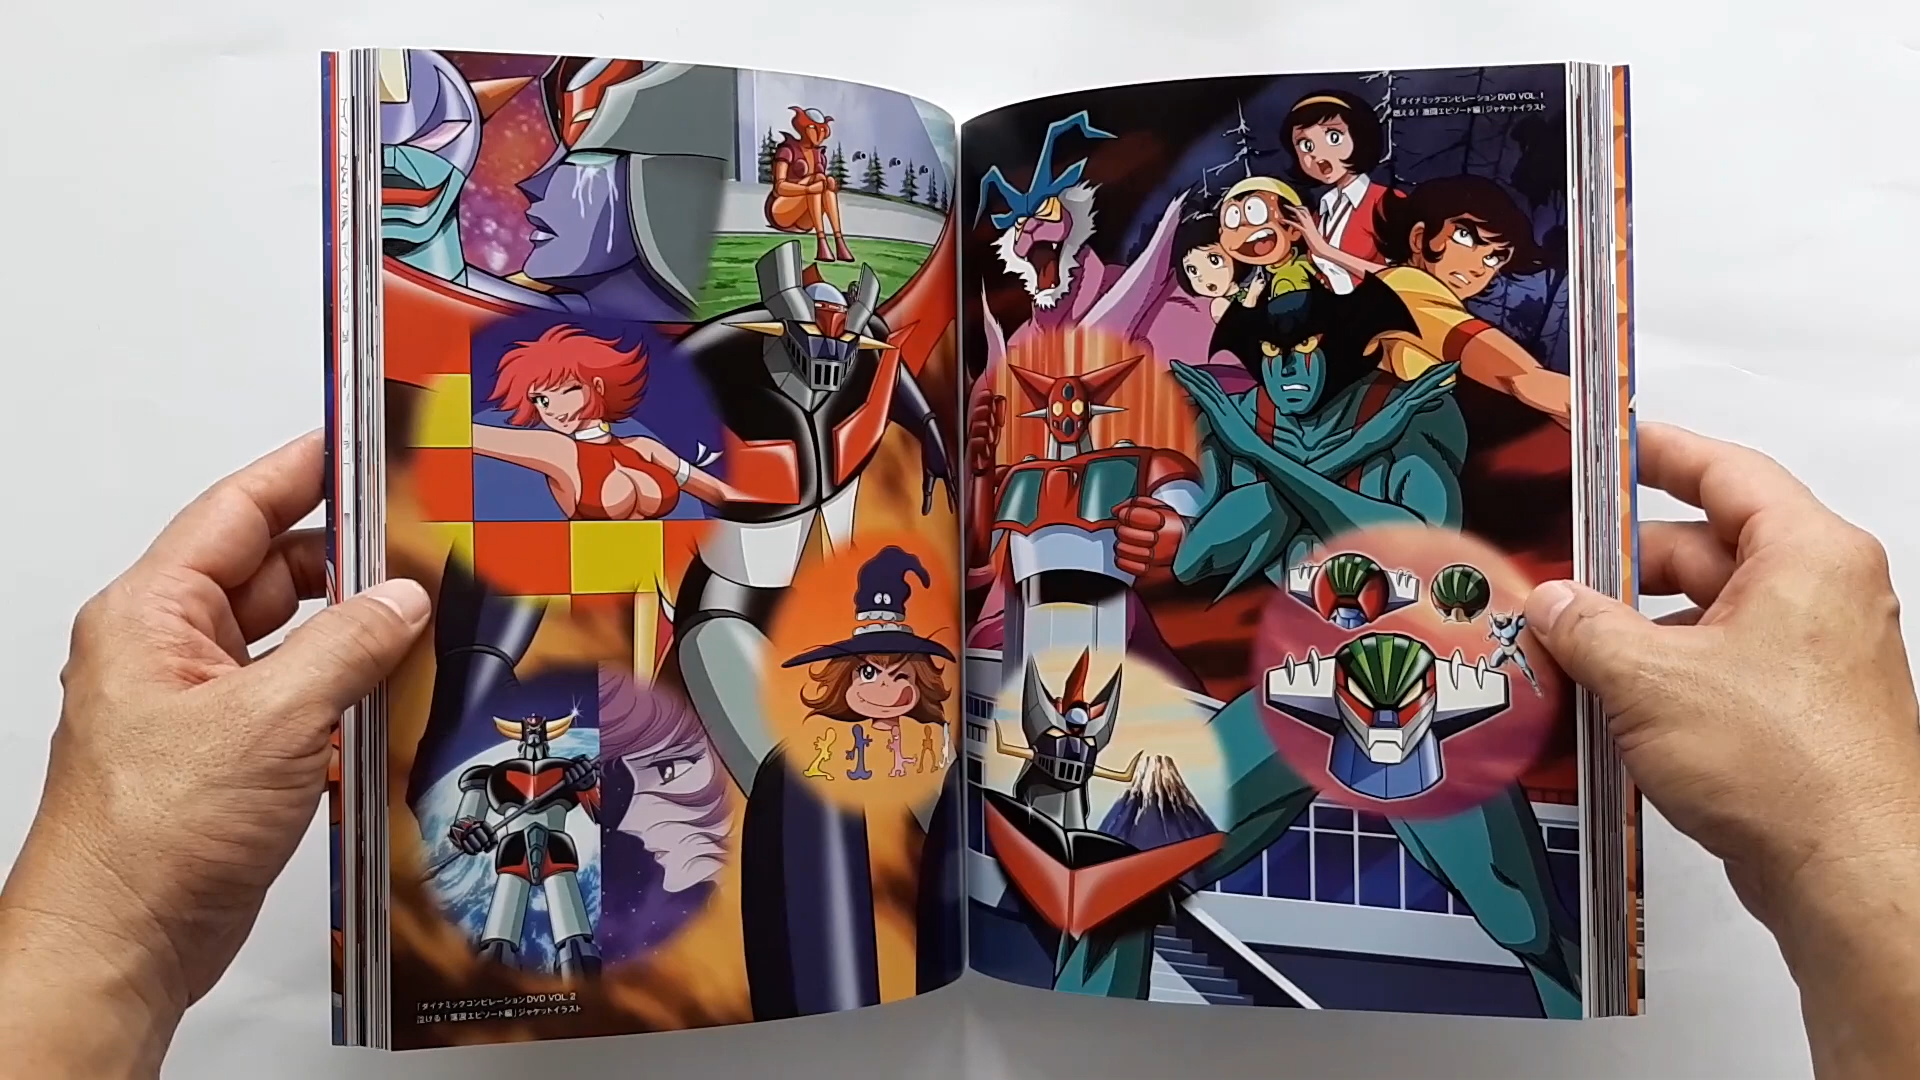 「ダイナミックコンピレーションDVD VOL.1
燃える！激闘エピソード編」ジャケットイラスト
「ダイナミックコンピレーションDVD VOL.2
泣ける！落涙エピソード編」ジャケットイラスト